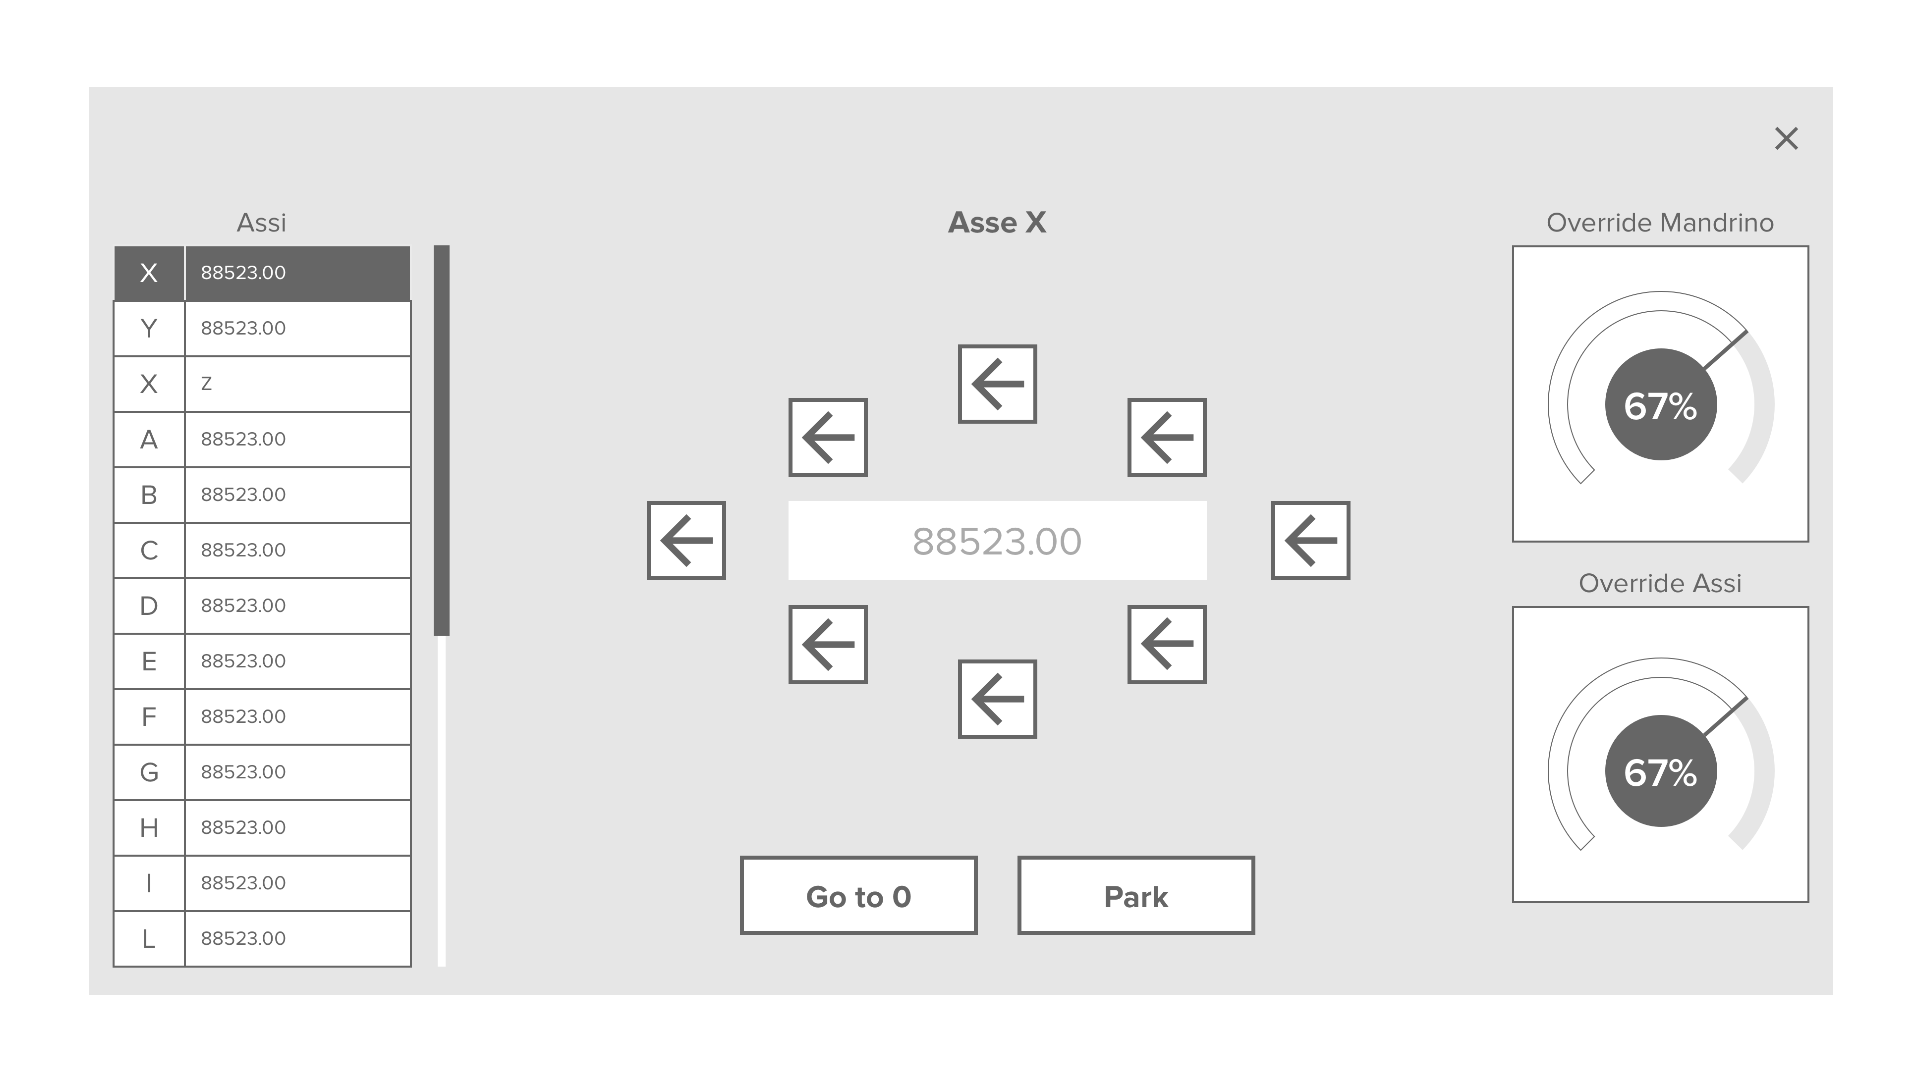 Assi
X 88523.00
Y 88523.00
X Z
A 88523.00
B 88523.00
C 88523.00
D 88523.00
E 88523.00
F 88523.00
G 88523.00
H 88523.00
I 88523.00
L 88523.00
Asse X
88523.00
Go to 0
Park
Override Mandrino
67%
Override Assi
67%